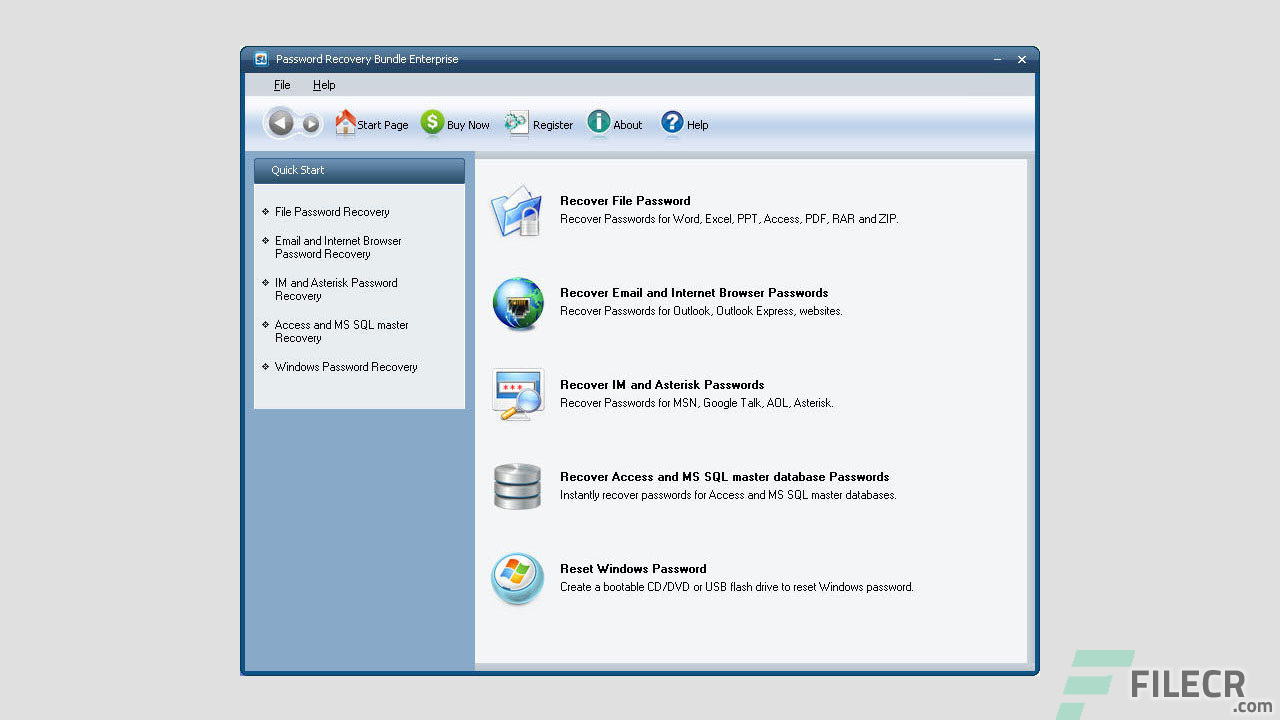 Password Recovery Bundle Enterprise
File Help
Start Page Buy Now Register About Help
Quick Start
File Password Recovery
Email and Internet Browser
Password Recovery
IM and Asterisk Password
Recovery
Access and MS SQL master
Recovery
Windows Password Recovery
Recover File Password
Recover Passwords for Word, Excel, PPT, Access, PDF, RAR and ZIP.
Recover Email and Internet Browser Passwords
Recover Passwords for Outlook, Outlook Express, websites.
Recover IM and Asterisk Passwords
Recover Passwords for MSN, Google Talk, AOL, Asterisk.
Recover Access and MS SQL master database Passwords
Instantly recover passwords for Access and MS SQL master databases.
Reset Windows Password
Create a bootable CD/DVD or USB flash drive to reset Windows password.
FILECR
.com